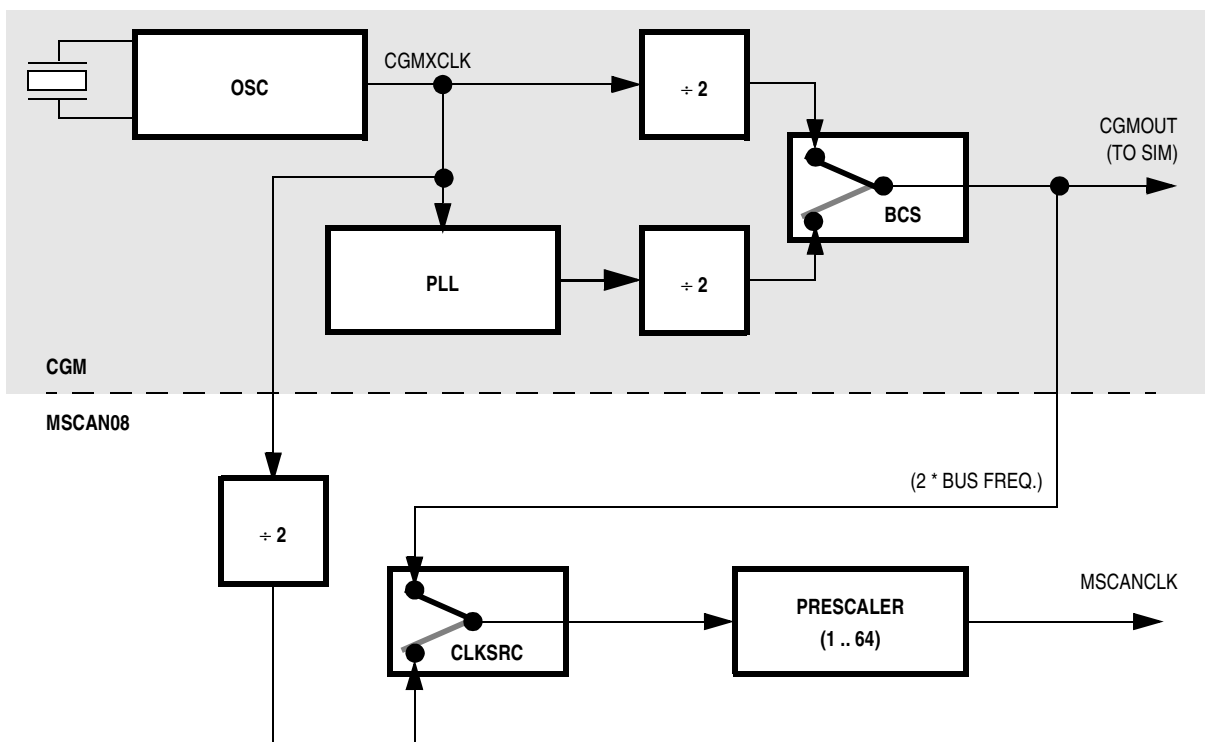 CGMXCLK
OSC
÷ 2
CGMOUT
(TO SIM)
BCS
PLL
÷ 2
CGM
MSCAN08
(2 * BUS FREQ.)
÷ 2
MSCANCLK
PRESCALER
(1 .. 64)
CLKSRC